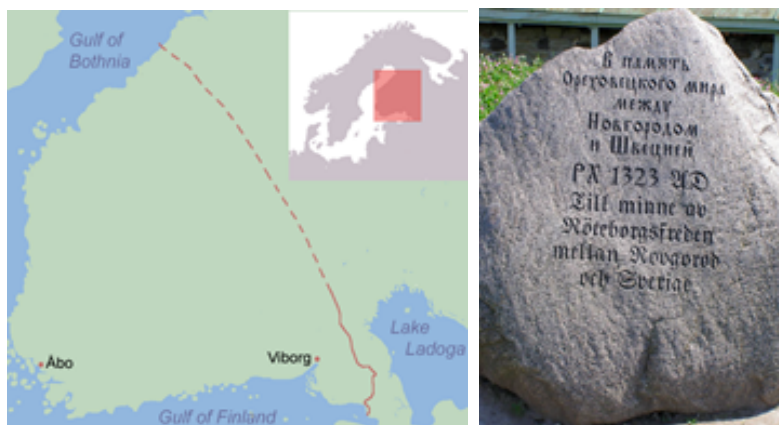 Gulf of
Bothnia
Åbo
Viborg
Lake
Ladoga
Gulf of Finland
В память
Ореховецкого мира
между
Новгородом
и Швецией
РХ 1323 AD
Till minne av
Nöteborgsfreden
mellan Novgorod
och Sverige